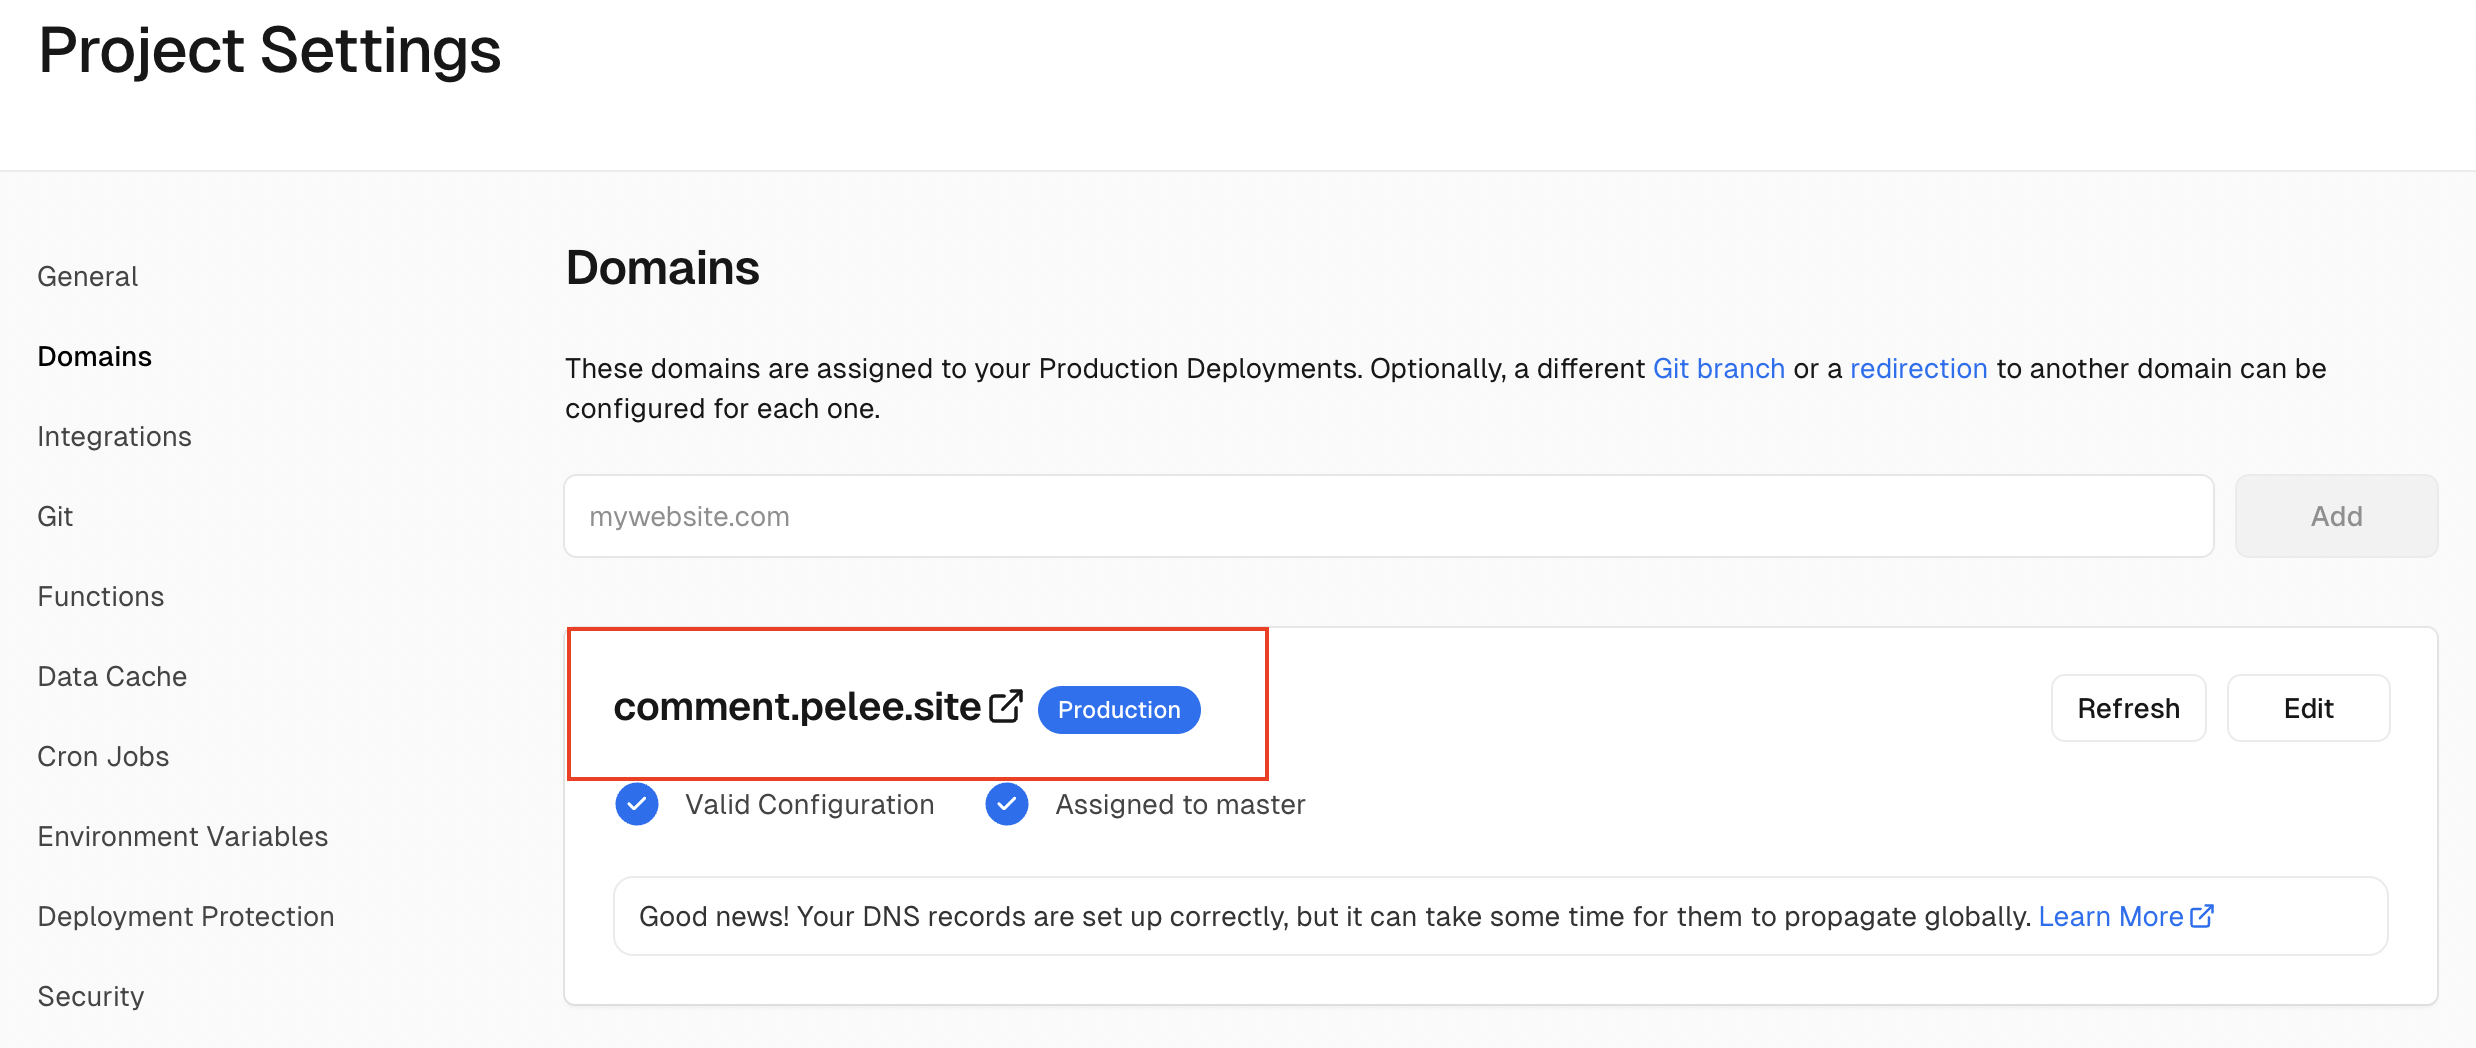 Project Settings
General
Domains
Integrations
Git
Functions
Data Cache
Cron Jobs
Environment Variables
Deployment Protection
Security
Domains
These domains are assigned to your Production Deployments. Optionally, a different Git branch or a redirection to another domain can be
configured for each one.
mywebsite.com
Add
comment.pelee.site Production
Refresh
Edit
Valid Configuration
Assigned to master
Good news! Your DNS records are set up correctly, but it can take some time for them to propagate globally. Learn More